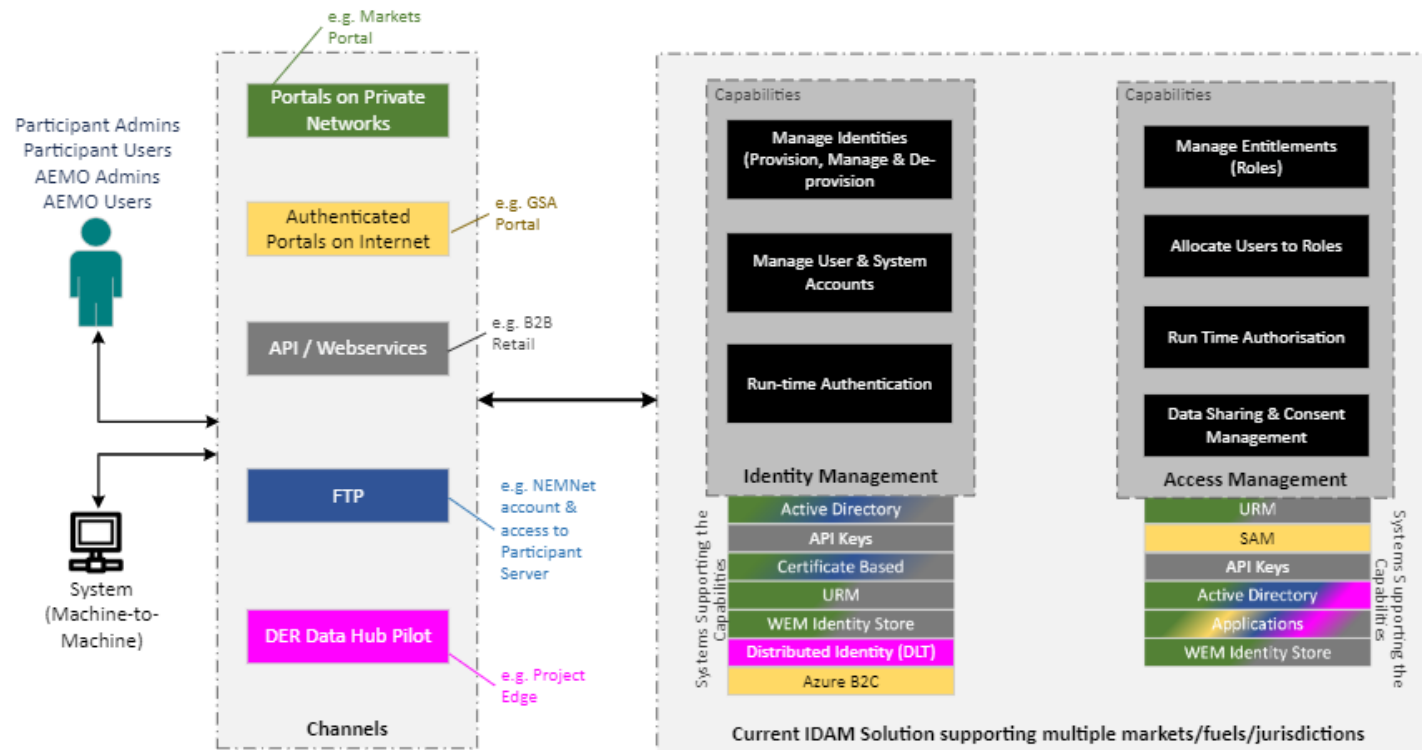 e.g. Markets
Portal
Portals on Private
Networks
Participant Admins
Participant Users
AEMO Admins
AEMO Users
Authenticated
Portals on Internet
e.g. GSA
Portal
API / Webservices
e.g. B2B
Retail
FTP
e.g. NEMNet
account &
access to
Participant
Server
System
(Machine-to-
Machine)
DER Data Hub Pilot
e.g. Project
Edge
Channels
Capabilities
Manage Identities
(Provision, Manage & De-
provision
Manage User & System
Accounts
Run-time Authentication
Identity Management
Systems Supporting the
Capabilities
Active Directory
API Keys
Certificate Based
URM
WEM Identity Store
Distributed Identity (DLT)
Azure B2C
Capabilities
Manage Entitlements
(Roles)
Allocate Users to Roles
Run Time Authorisation
Data Sharing & Consent
Management
Access Management
URM
SAM
API Keys
Active Directory
Applications
WEM Identity Store
Systems Supporting the
Capabilities
Current IDAM Solution supporting multiple markets/fuels/jurisdictions